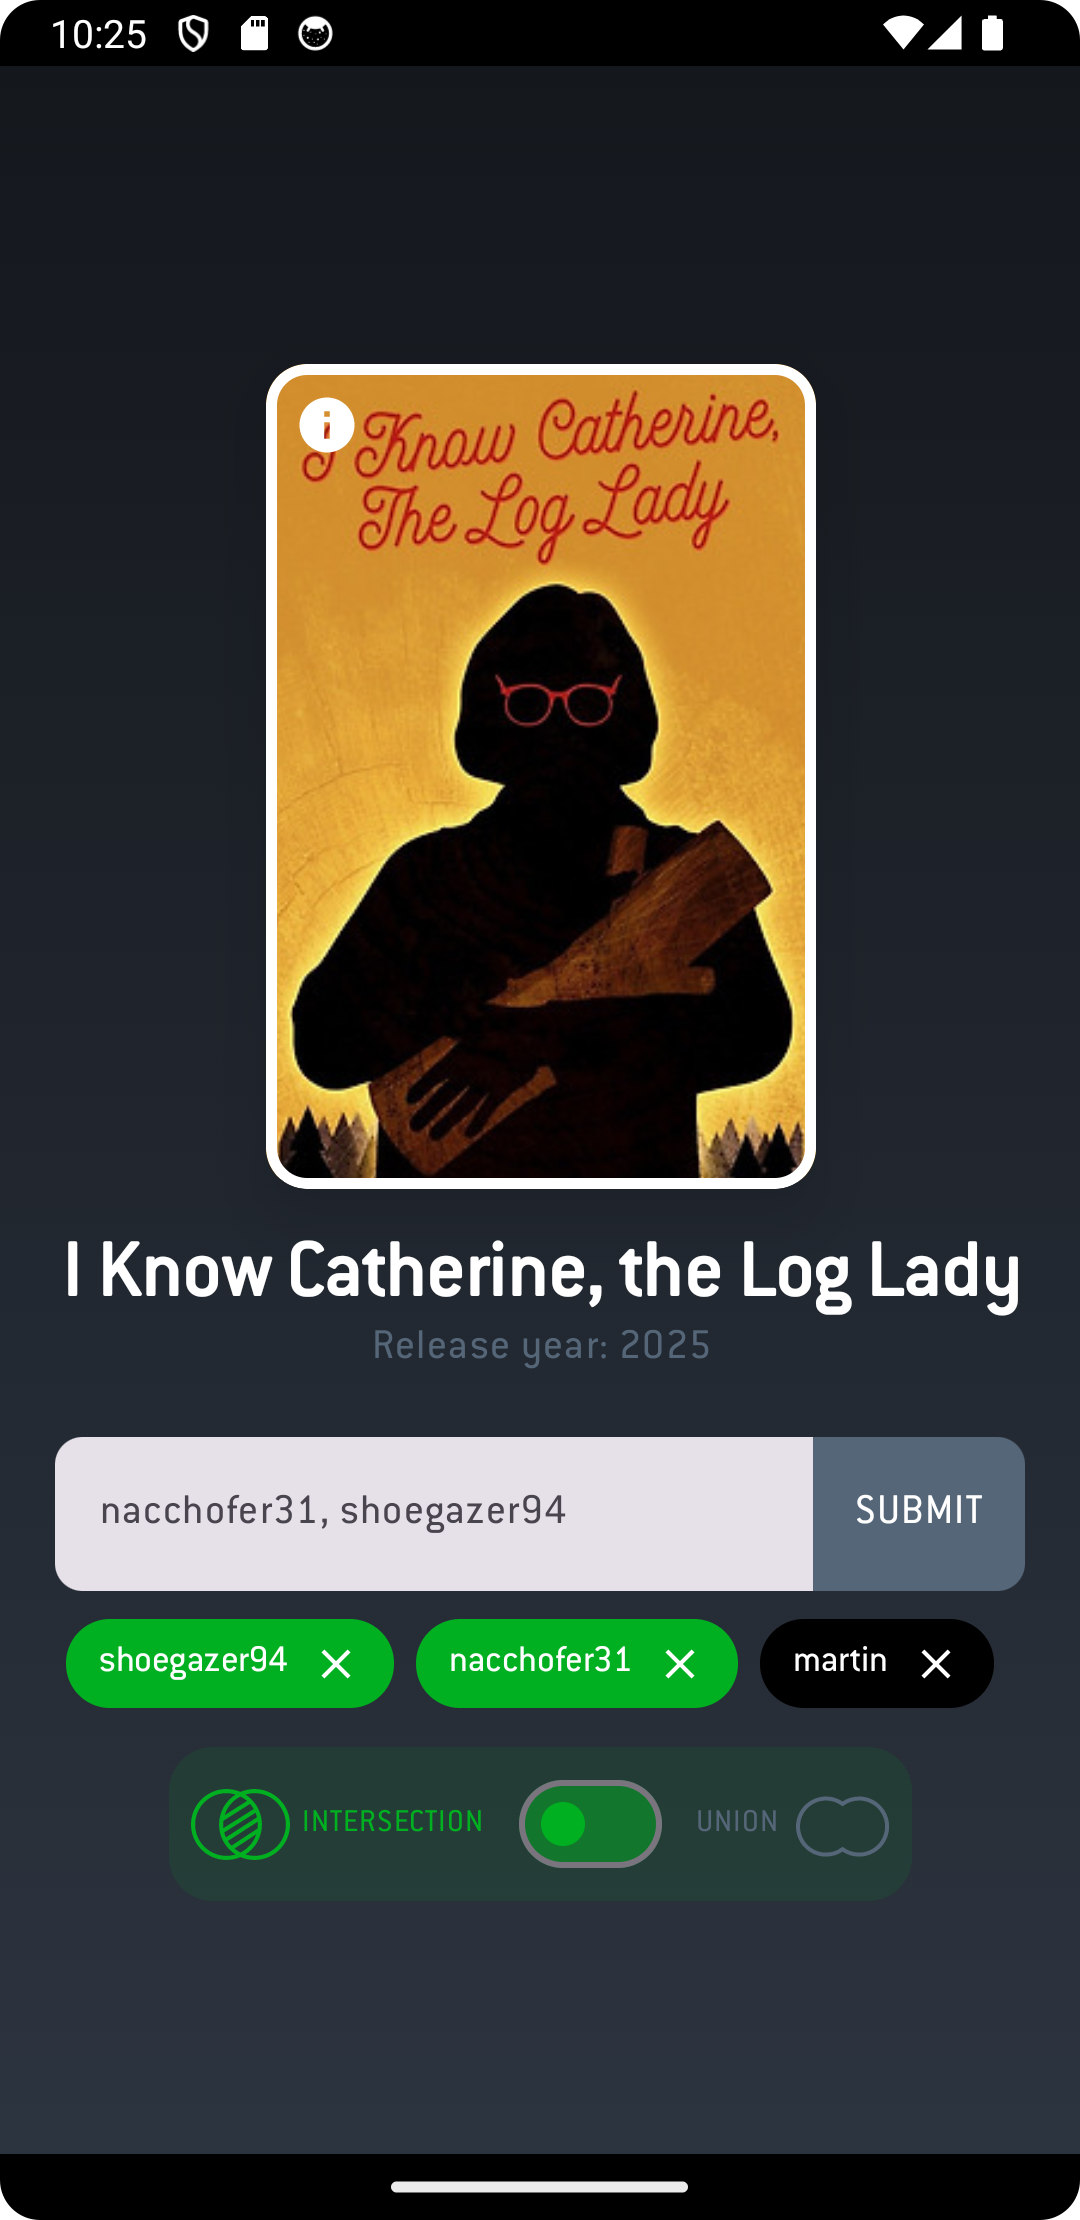 10:25
I Know Catherine,
The Log Lady
I Know Catherine, the Log Lady
Release year: 2025
nacchofer31, shoegazer94
SUBMIT
shoegazer94
nacchofer31
martin
INTERSECTION
UNION